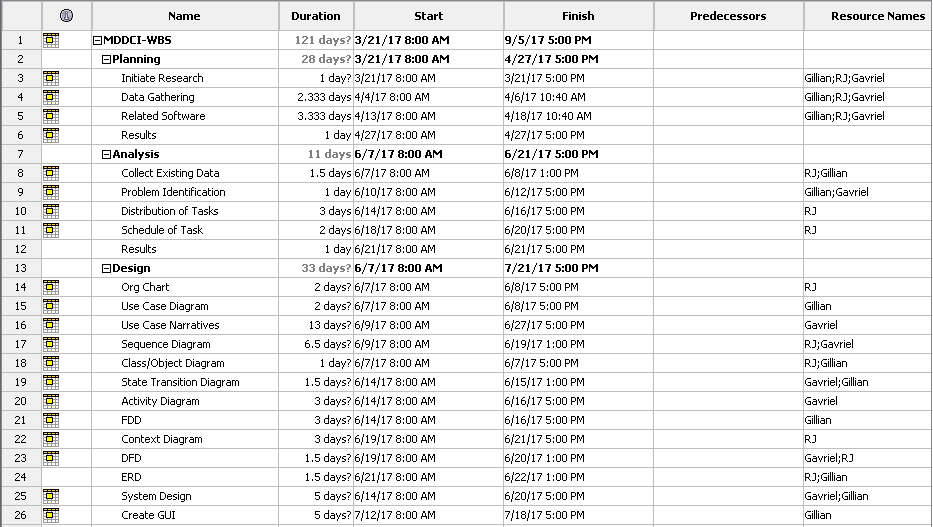 Name Duration Start Finish Predecessors Resource Names
1 MDDCI-WBS 121 days? 3/21/17 8:00 AM 9/5/17 5:00 PM
2 Planning 28 days? 3/21/17 8:00 AM 4/27/17 5:00 PM
3 Initiate Research 1 day? 3/21/17 8:00 AM 3/21/17 5:00 PM Gillian;RJ;Gavriel
4 Data Gathering 2.333 days 4/4/17 8:00 AM 4/6/17 10:40 AM Gillian;RJ;Gavriel
5 Related Software 3.333 days 4/13/17 8:00 AM 4/18/17 10:40 AM Gillian;RJ;Gavriel
6 Results 1 day 4/27/17 8:00 AM 4/27/17 5:00 PM
7 Analysis 11 days 6/7/17 8:00 AM 6/21/17 5:00 PM
8 Collect Existing Data 1.5 days 6/7/17 8:00 AM 6/8/17 1:00 PM RJ;Gillian
9 Problem Identification 1 day 6/10/17 8:00 AM 6/12/17 5:00 PM Gillian;Gavriel
10 Distribution of Tasks 3 days 6/14/17 8:00 AM 6/16/17 5:00 PM RJ
11 Schedule of Task 2 days 6/18/17 8:00 AM 6/20/17 5:00 PM RJ
12 Results 1 day 6/21/17 8:00 AM 6/21/17 5:00 PM
13 Design 33 days? 6/7/17 8:00 AM 7/21/17 5:00 PM
14 Org Chart 2 days? 6/7/17 8:00 AM 6/8/17 5:00 PM RJ
15 Use Case Diagram 2 days? 6/7/17 8:00 AM 6/8/17 5:00 PM Gillian
16 Use Case Narratives 13 days? 6/9/17 8:00 AM 6/27/17 5:00 PM Gavriel
17 Sequence Diagram 6.5 days? 6/9/17 8:00 AM 6/19/17 1:00 PM RJ;Gavriel
18 Class/Object Diagram 1 day? 6/7/17 8:00 AM 6/7/17 5:00 PM RJ;Gillian
19 State Transition Diagram 1.5 days? 6/14/17 8:00 AM 6/15/17 1:00 PM Gavriel;Gillian
20 Activity Diagram 3 days? 6/14/17 8:00 AM 6/16/17 5:00 PM Gavriel
21 FDD 3 days? 6/14/17 8:00 AM 6/16/17 5:00 PM Gillian
22 Context Diagram 3 days? 6/19/17 8:00 AM 6/21/17 5:00 PM RJ
23 DFD 1.5 days? 6/19/17 8:00 AM 6/20/17 1:00 PM Gavriel;RJ
24 ERD 1.5 days? 6/21/17 8:00 AM 6/22/17 1:00 PM RJ;Gillian
25 System Design 5 days? 6/14/17 8:00 AM 6/20/17 5:00 PM Gavriel;Gillian
26 Create GUI 5 days? 7/12/17 8:00 AM 7/18/17 5:00 PM Gillian